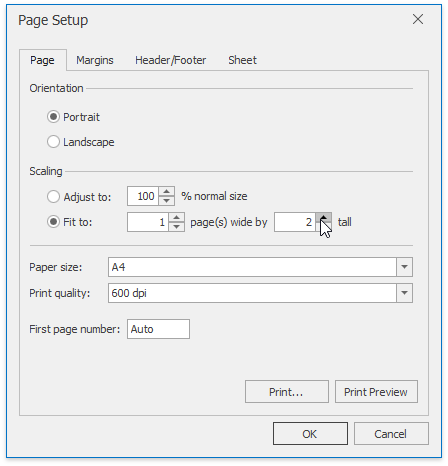 Page Setup
Page Margins Header/Footer Sheet
Orientation
Portrait
Landscape
Scaling
Adjust to: 100 % normal size
Fit to: 1 page(s) wide by 2 tall
Paper size: A4
Print quality: 600 dpi
First page number: Auto
Print... Print Preview
OK Cancel